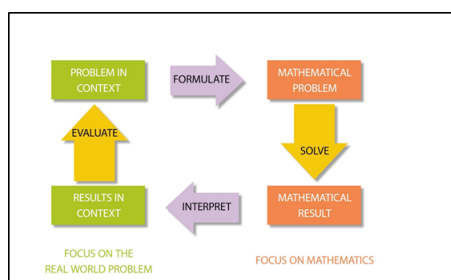 PROBLEM IN
CONTEXT
FORMULATE
MATHEMATICAL
PROBLEM
EVALUATE
SOLVE
RESULTS IN
CONTEXT
INTERPRET
MATHEMATICAL
RESULT
FOCUS ON THE
REAL WORLD PROBLEM
FOCUS ON MATHEMATICS